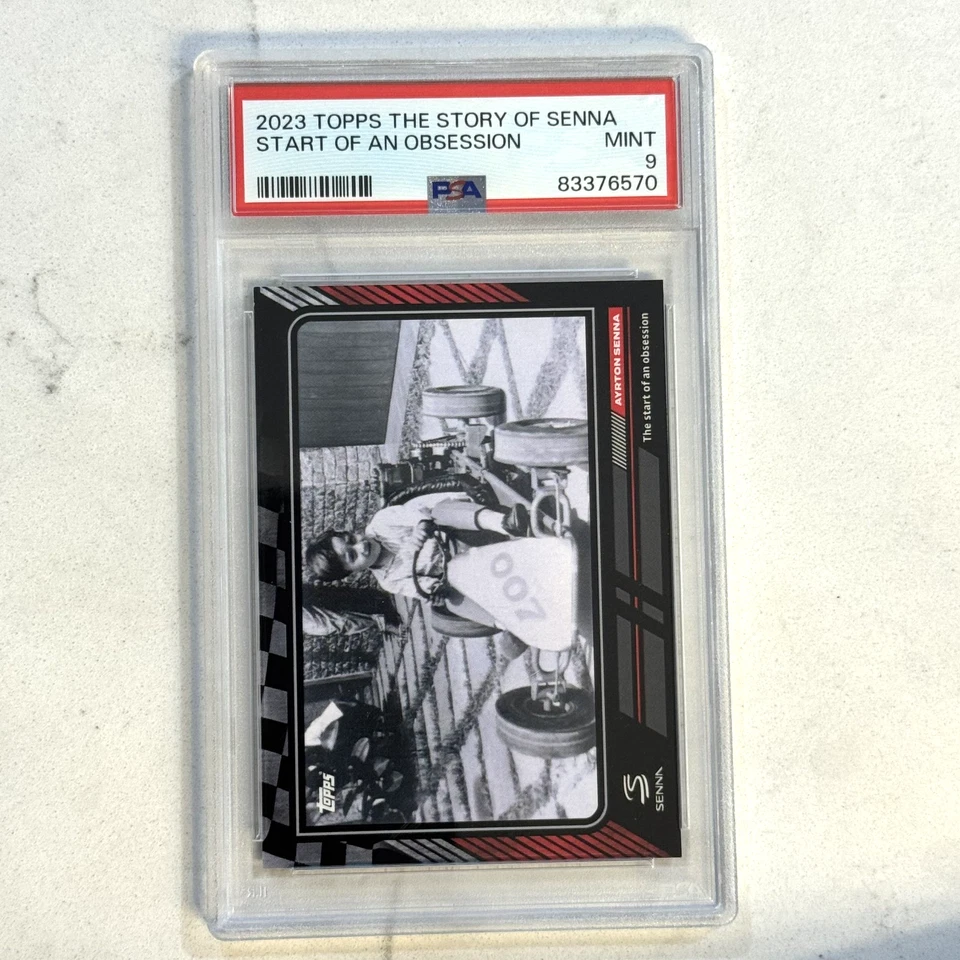 2023 TOPPS THE STORY OF SENNA
START OF AN OBSESSION MINT
9
83376570
PSA
AYRTON SENNA
The start of an obsession
007
topps
S
SENNA